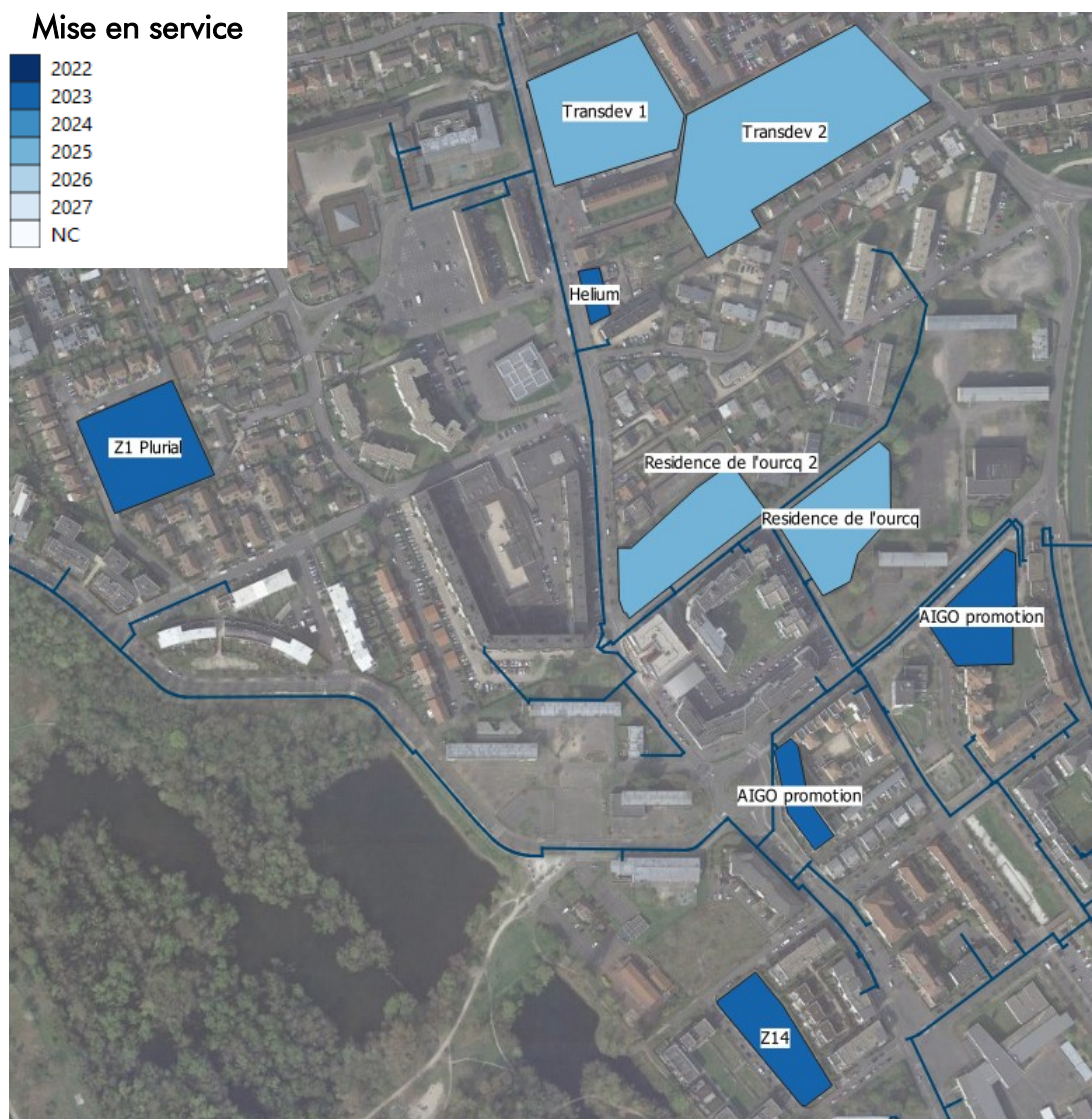 Mise en service
2022
2023
2024
2025
2026
2027
NC
Transdev 1
Transdev 2
Helium
Z1 Plurial
Residence de l'ourcq 2
Residence de l'ourcq
AIGO promotion
AIGO promotion
Z14